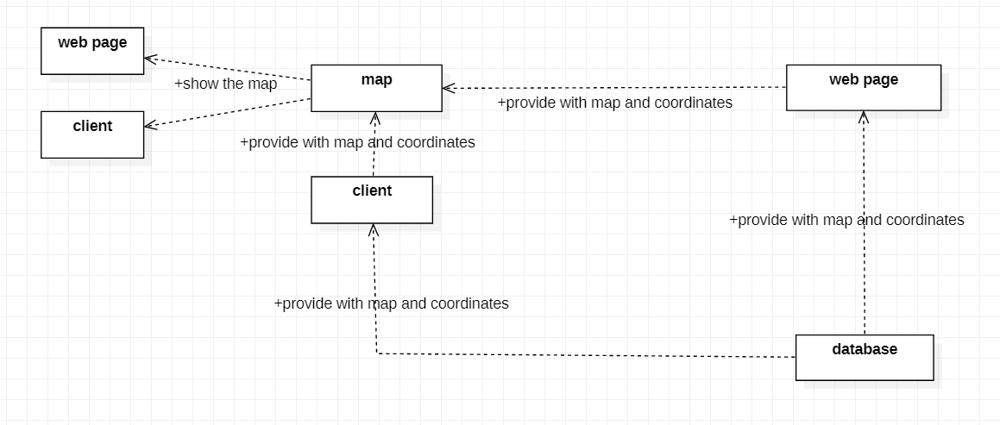 web page
+show the map
client
map
+provide with map and coordinates
web page
+provide with map and coordinates
client
+provide with map and coordinates
+provide with map and coordinates
database